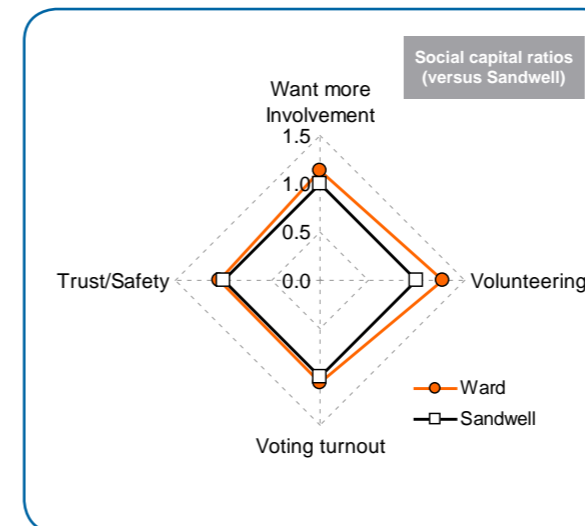 Social capital ratios
(versus Sandwell)
Want more
Involvement
1.5
1.0
0.5
Trust/Safety
0.0
Volunteering
Ward
Sandwell
Voting turnout